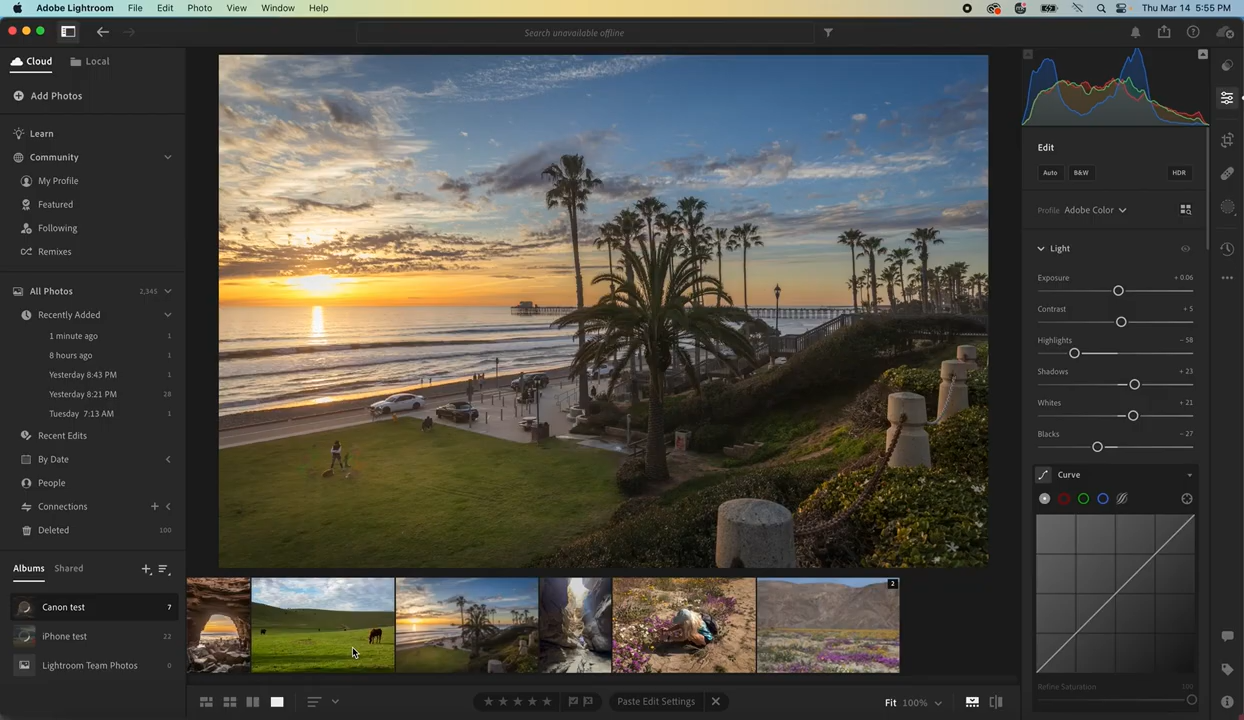 Adobe Lightroom File Edit Photo View Window Help Thu Mar 14 5:55 PM
Search unavailable offline
Cloud Local
Add Photos
Learn
Community
My Profile
Featured
Following
Remixes
All Photos 2,345
Recently Added
1 minute ago 1
8 hours ago 1
Yesterday 8:43 PM 1
Yesterday 8:21 PM 28
Tuesday 7:13 AM 1
Recent Edits
By Date
People
Connections
Deleted 100
Albums Shared
Canon test 7
iPhone test 22
Lightroom Team Photos 0
2
Paste Edit Settings
Fit 100%
Edit
Auto B&W HDR
Profile Adobe Color
Light
Exposure + 0.06
Contrast + 5
Highlights - 58
Shadows + 23
Whites + 21
Blacks - 27
Curve
Refine Saturation 100